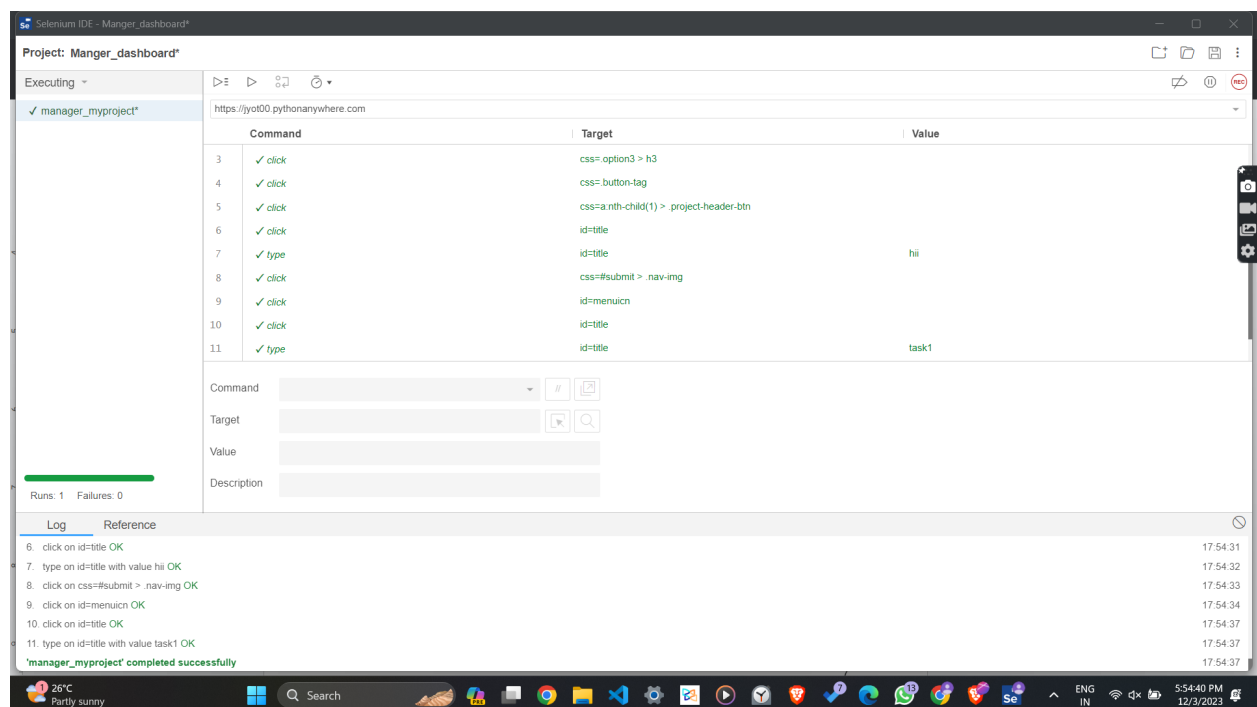 Selenium IDE - Manger_dashboard*
Project: Manger_dashboard*
Executing
REC
✓ manager_myproject*
https://jyot00.pythonanywhere.com
Command Target Value
3 ✓ click css=.option3 > h3
4 ✓ click css=.button-tag
5 ✓ click css=a:nth-child(1) > .project-header-btn
6 ✓ click id=title
7 ✓ type id=title hii
8 ✓ click css=#submit > .nav-img
9 ✓ click id=menuicn
10 ✓ click id=title
11 ✓ type id=title task1
Command //
Target
Value
Description
Runs: 1 Failures: 0
Log Reference
6. click on id=title OK 17:54:31
7. type on id=title with value hii OK 17:54:32
8. click on css=#submit > .nav-img OK 17:54:33
9. click on id=menuicn OK 17:54:34
10. click on id=title OK 17:54:37
11. type on id=title with value task1 OK 17:54:37
'manager_myproject' completed successfully 17:54:37
1 26°C Search PRE 7 13 Se ENG 5:54:40 PM
Partly sunny IN 12/3/2023